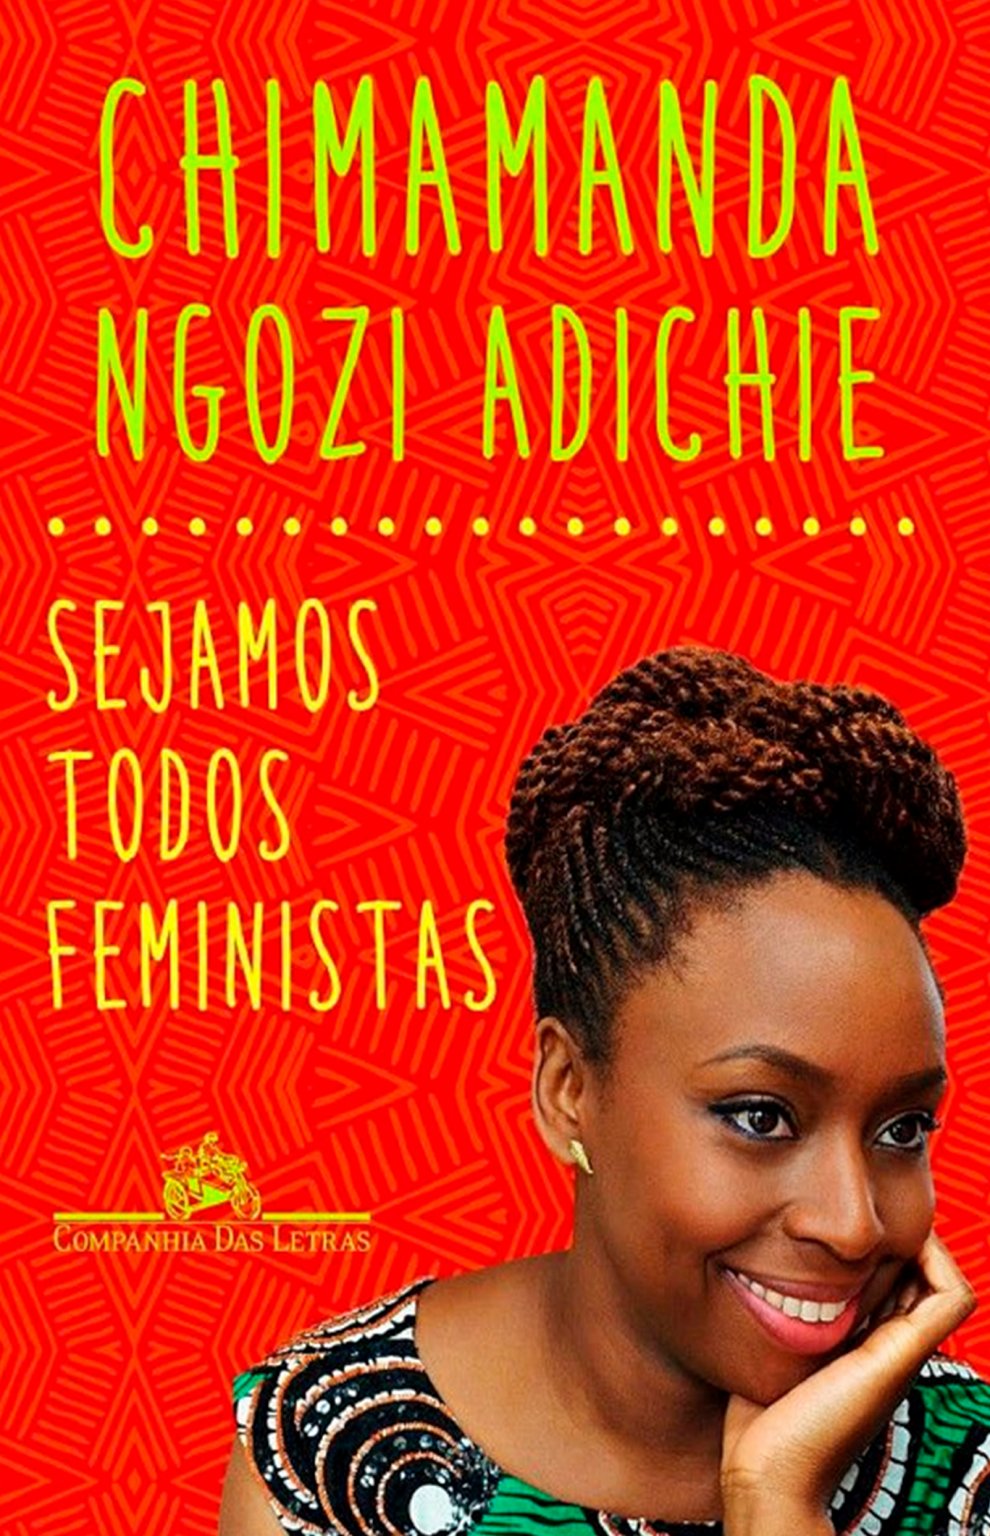 CHIMAMANDA
NGOZI ADICHIE
SEJAMOS
TODOS
FEMINISTAS
COMPANHIA DAS LETRAS